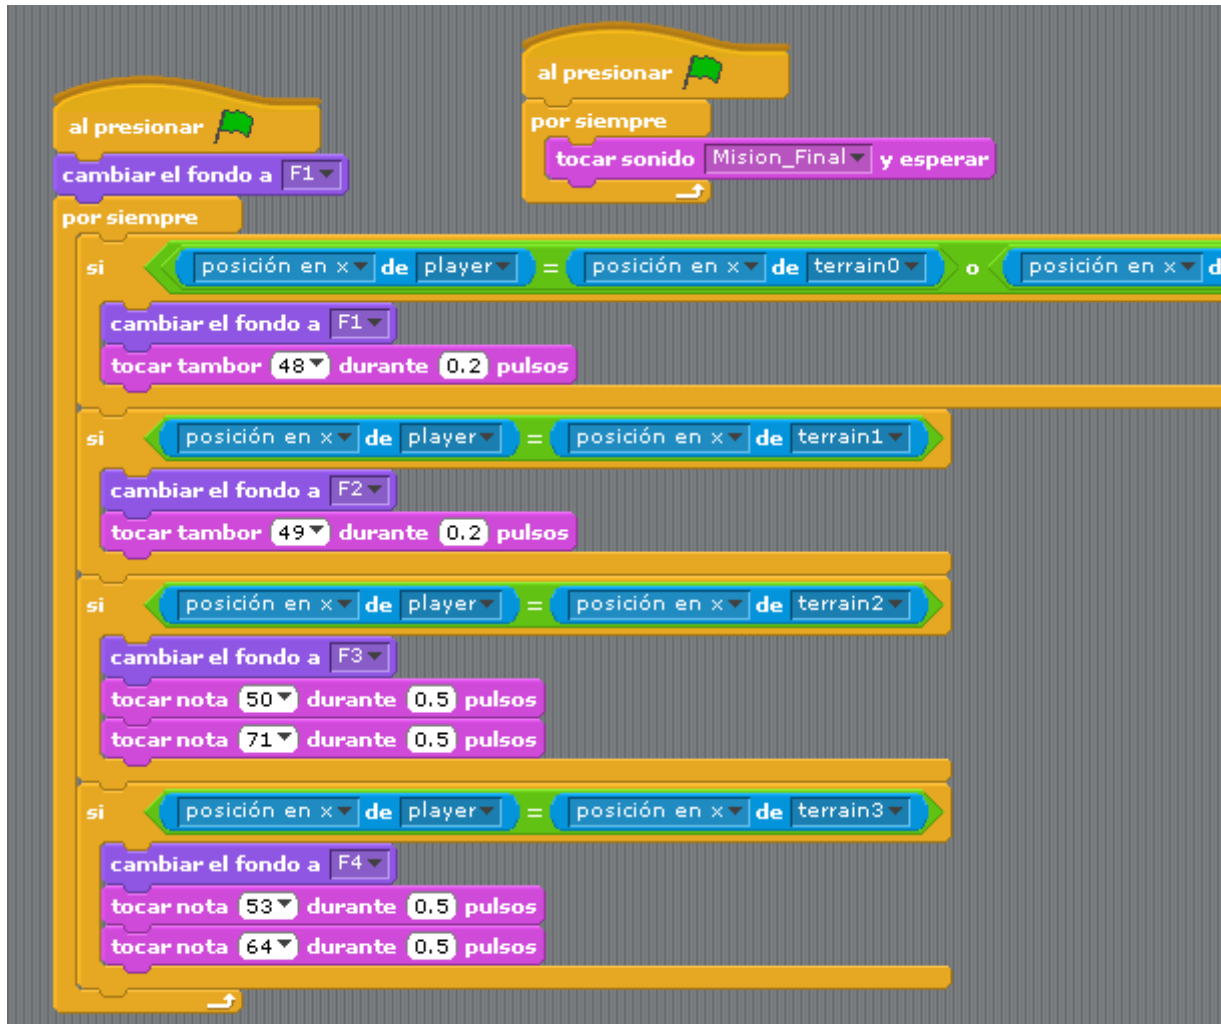 al presionar
cambiar el fondo a F1
por siempre
si posición en x de player = posición en x de terrain0 o posición en x d
cambiar el fondo a F1
tocar tambor 48 durante 0.2 pulsos
si posición en x de player = posición en x de terrain1
cambiar el fondo a F2
tocar tambor 49 durante 0.2 pulsos
si posición en x de player = posición en x de terrain2
cambiar el fondo a F3
tocar nota 50 durante 0.5 pulsos
tocar nota 71 durante 0.5 pulsos
si posición en x de player = posición en x de terrain3
cambiar el fondo a F4
tocar nota 53 durante 0.5 pulsos
tocar nota 64 durante 0.5 pulsos
al presionar
por siempre
tocar sonido Mision_Final y esperar